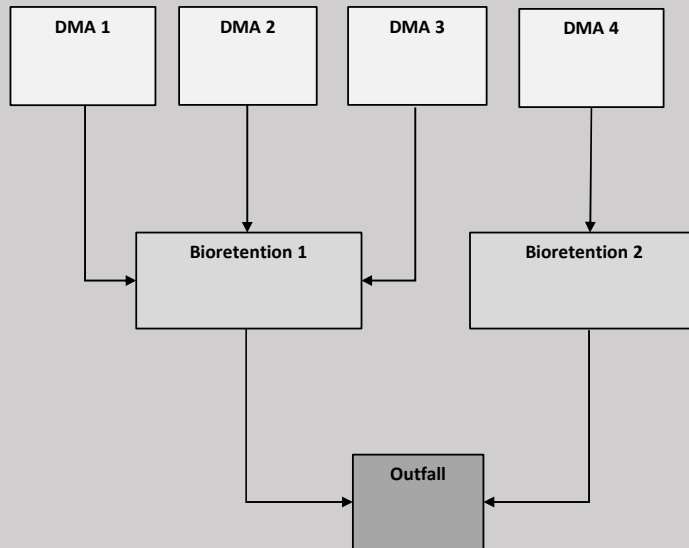 DMA 1
DMA 2
DMA 3
DMA 4
Bioretention 1
Bioretention 2
Outfall